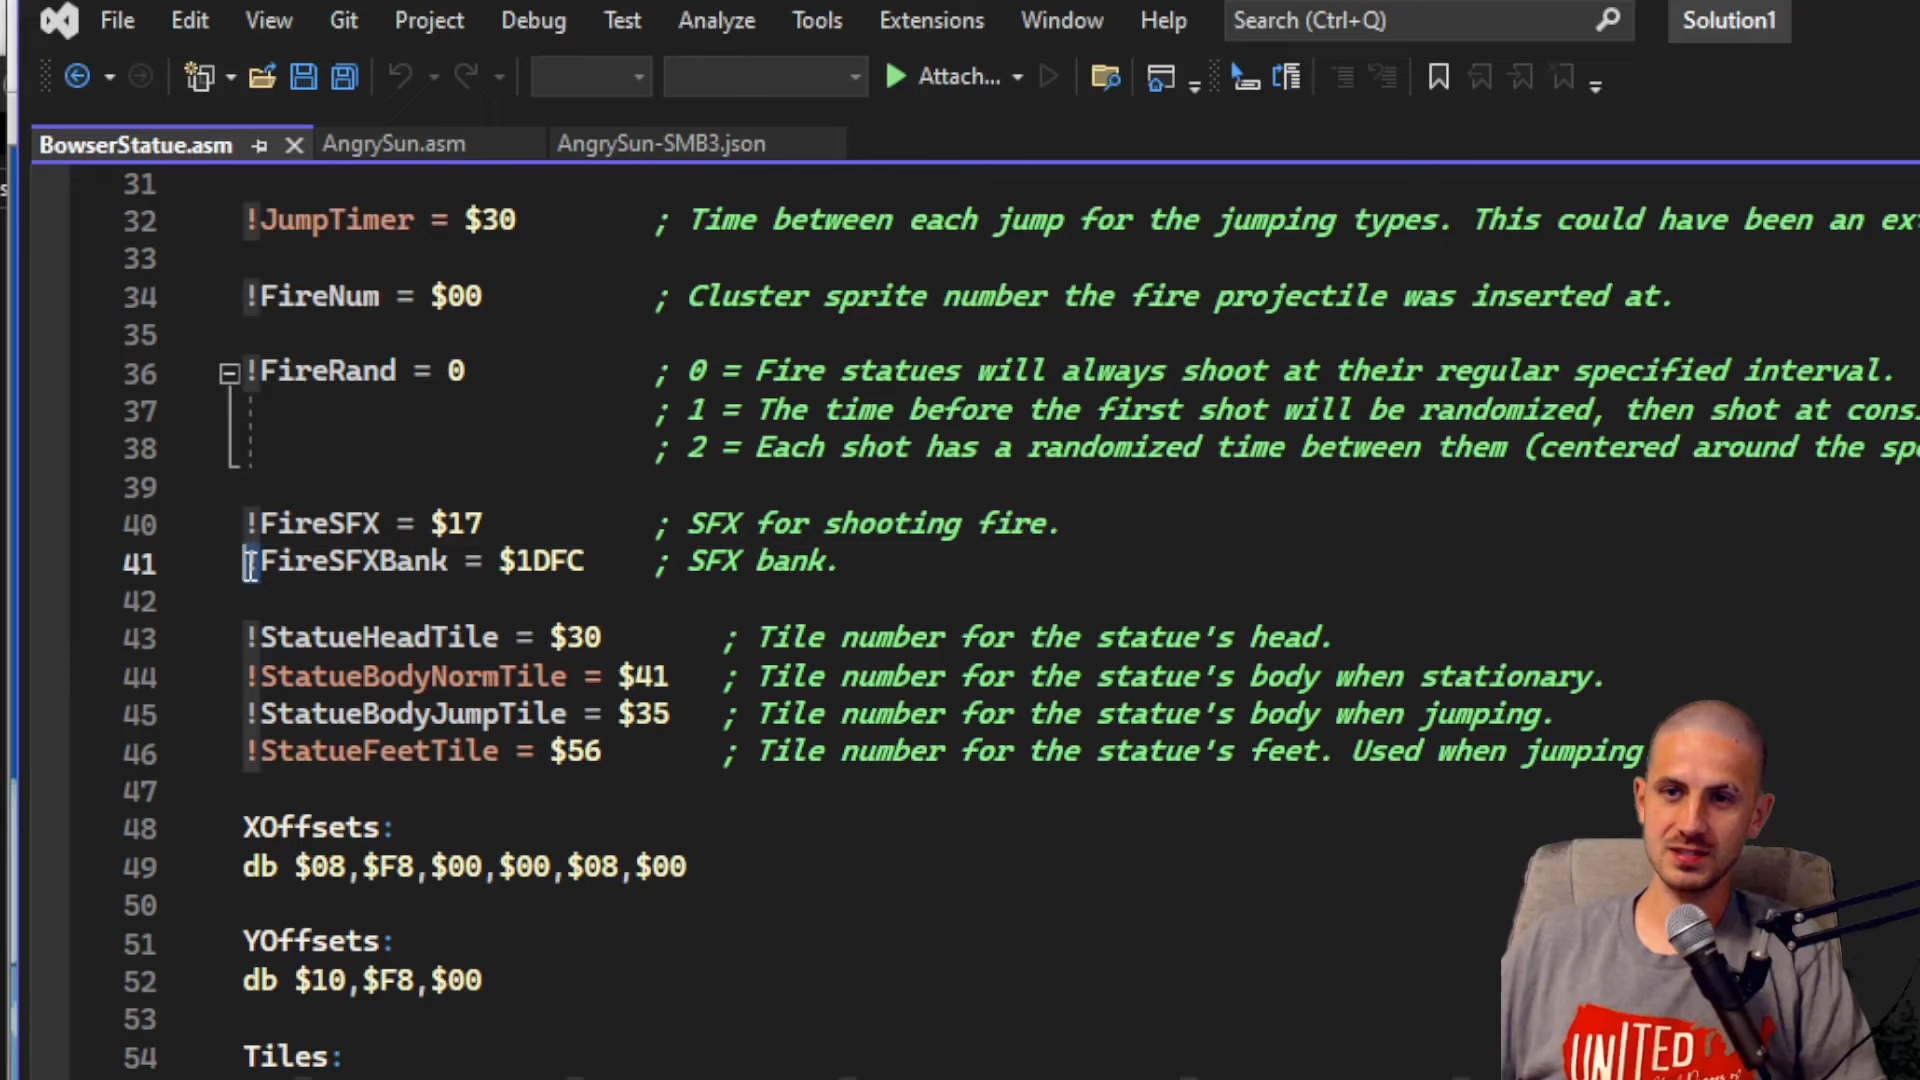 File Edit View Git Project Debug Test Analyze Tools Extensions Window Help Search (Ctrl+Q) Solution1
Attach...
BowserStatue.asm AngrySun.asm AngrySun-SMB3.json
31
32 !JumpTimer = $30 ; Time between each jump for the jumping types. This could have been an ex
33
34 !FireNum = $00 ; Cluster sprite number the fire projectile was inserted at.
35
36 !FireRand = 0 ; 0 = Fire statues will always shoot at their regular specified interval.
37 ; 1 = The time before the first shot will be randomized, then shot at cons
38 ; 2 = Each shot has a randomized time between them (centered around the sp
39
40 !FireSFX = $17 ; SFX for shooting fire.
41 !FireSFXBank = $1DFC ; SFX bank.
42
43 !StatueHeadTile = $30 ; Tile number for the statue's head.
44 !StatueBodyNormTile = $41 ; Tile number for the statue's body when stationary.
45 !StatueBodyJumpTile = $35 ; Tile number for the statue's body when jumping.
46 !StatueFeetTile = $56 ; Tile number for the statue's feet. Used when jumping
47
48 XOffsets:
49 db $08,$F8,$00,$00,$08,$00
50
51 YOffsets:
52 db $10,$F8,$00
53
54 Tiles:
UNITED